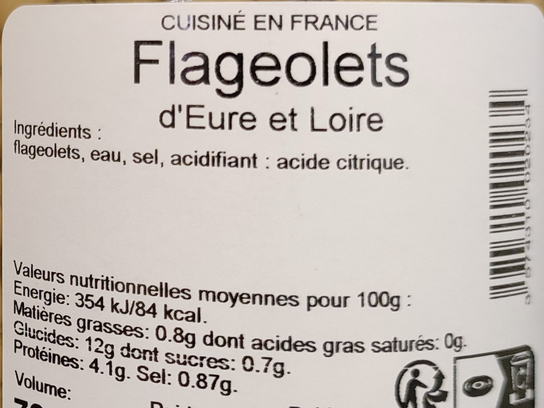 CUISINÉ EN FRANCE
Flageolets
d'Eure et Loire
Ingrédients :
flageolets, eau, sel, acidifiant : acide citrique.
Valeurs nutritionnelles moyennes pour 100g :
Energie: 354 kJ/84 kcal.
Matières grasses: 0.8g dont acides gras saturés: 0g.
Glucides: 12g dont sucres: 0.7g.
Protéines: 4.1g. Sel: 0.87g.
Volume: